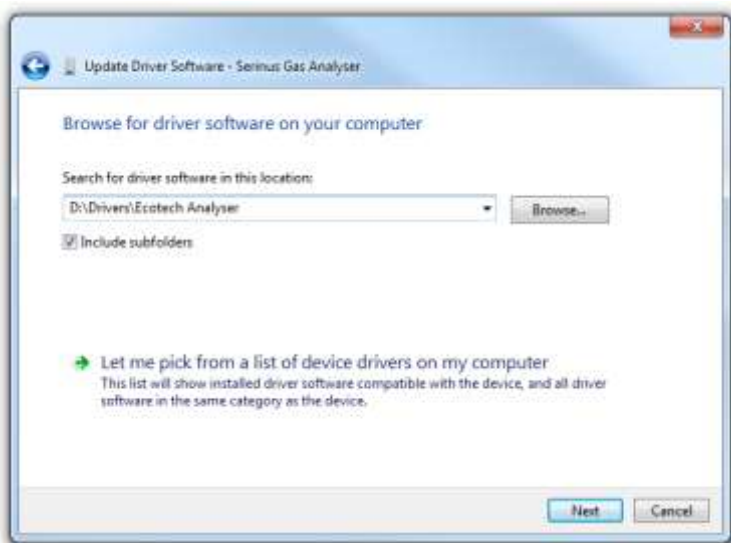 Update Driver Software - Serinus Gas Analyser
Browse for driver software on your computer
Search for driver software in this location:
D:\Drivers\Ecotech Analyser
Browse...
Include subfolders
Let me pick from a list of device drivers on my computer
This list will show installed driver software compatible with the device, and all driver
software in the same category as the device.
Next
Cancel